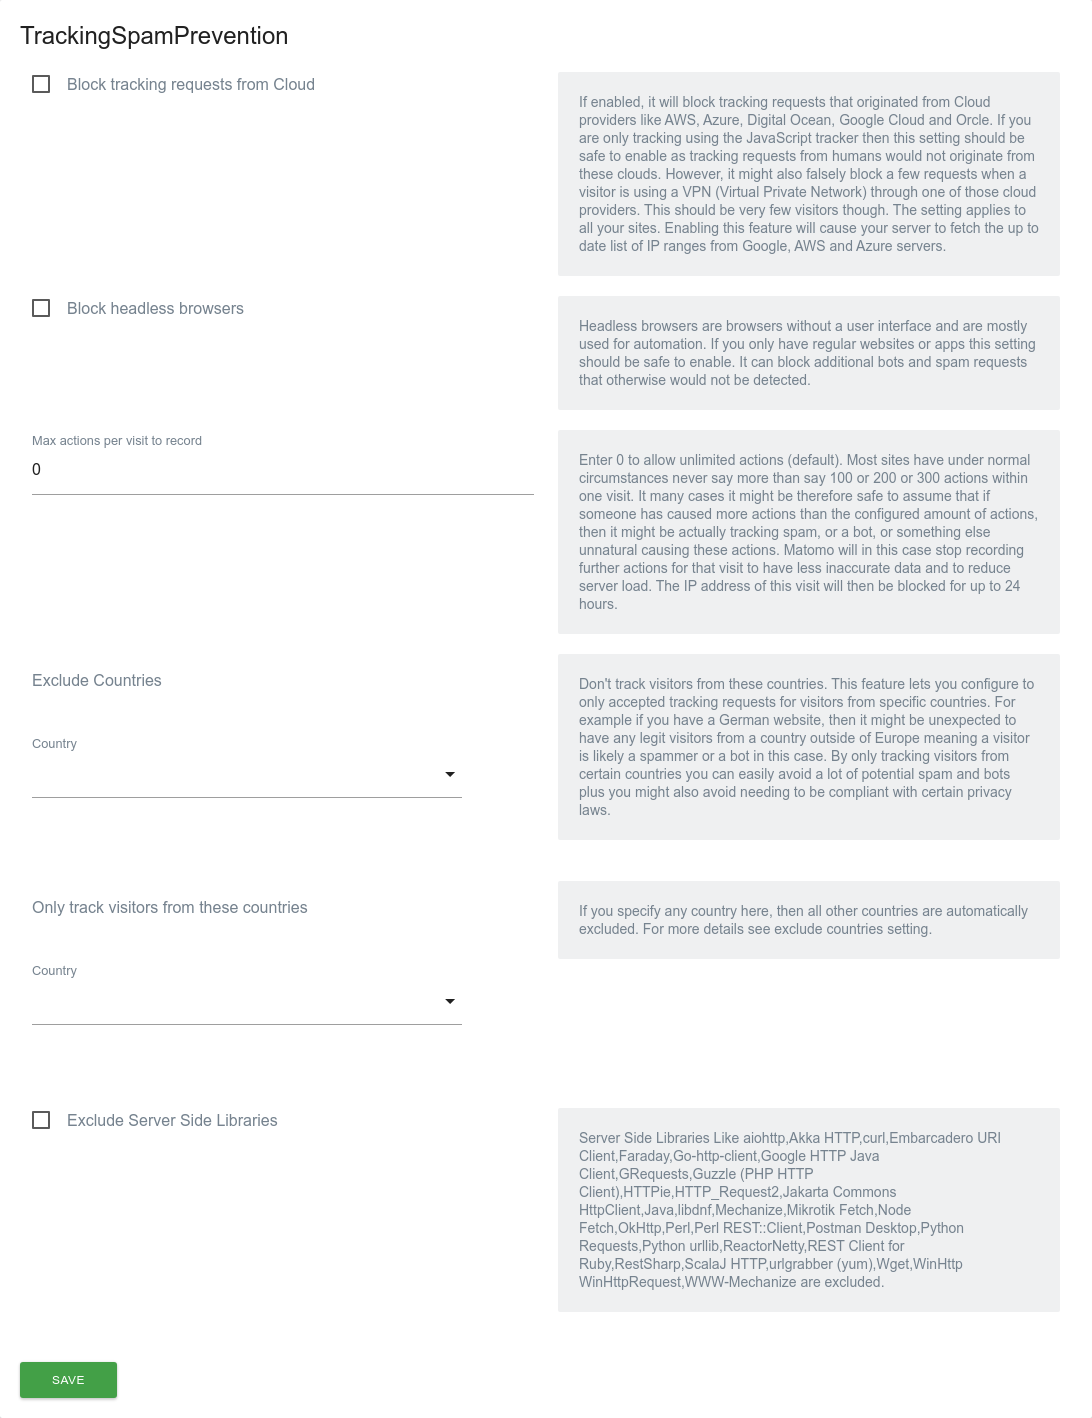 TrackingSpamPrevention
Block tracking requests from Cloud
If enabled, it will block tracking requests that originated from Cloud
providers like AWS, Azure, Digital Ocean, Google Cloud and Orcle. If you
are only tracking using the JavaScript tracker then this setting should be
safe to enable as tracking requests from humans would not originate from
these clouds. However, it might also falsely block a few requests when a
visitor is using a VPN (Virtual Private Network) through one of those cloud
providers. This should be very few visitors though. The setting applies to
all your sites. Enabling this feature will cause your server to fetch the up to
date list of IP ranges from Google, AWS and Azure servers.
Block headless browsers
Headless browsers are browsers without a user interface and are mostly
used for automation. If you only have regular websites or apps this setting
should be safe to enable. It can block additional bots and spam requests
that otherwise would not be detected.
Max actions per visit to record
0
Enter 0 to allow unlimited actions (default). Most sites have under normal
circumstances never say more than say 100 or 200 or 300 actions within
one visit. It many cases it might be therefore safe to assume that if
someone has caused more actions than the configured amount of actions,
then it might be actually tracking spam, or a bot, or something else
unnatural causing these actions. Matomo will in this case stop recording
further actions for that visit to have less inaccurate data and to reduce
server load. The IP address of this visit will then be blocked for up to 24
hours.
Exclude Countries
Country
Don't track visitors from these countries. This feature lets you configure to
only accepted tracking requests for visitors from specific countries. For
example if you have a German website, then it might be unexpected to
have any legit visitors from a country outside of Europe meaning a visitor
is likely a spammer or a bot in this case. By only tracking visitors from
certain countries you can easily avoid a lot of potential spam and bots
plus you might also avoid needing to be compliant with certain privacy
laws.
Only track visitors from these countries
Country
If you specify any country here, then all other countries are automatically
excluded. For more details see exclude countries setting.
Exclude Server Side Libraries
Server Side Libraries Like aiohttp,Akka HTTP,curl,Embarcadero URI
Client,Faraday,Go-http-client,Google HTTP Java
Client,GRequests,Guzzle (PHP HTTP
Client),HTTPie,HTTP_Request2,Jakarta Commons
HttpClient,Java,libdnf,Mechanize,Mikrotik Fetch,Node
Fetch,OkHttp,Perl,Perl REST::Client,Postman Desktop,Python
Requests,Python urllib,ReactorNetty,REST Client for
Ruby,RestSharp,ScalaJ HTTP,urlgrabber (yum),Wget,WinHttp
WinHttpRequest,WWW-Mechanize are excluded.
SAVE